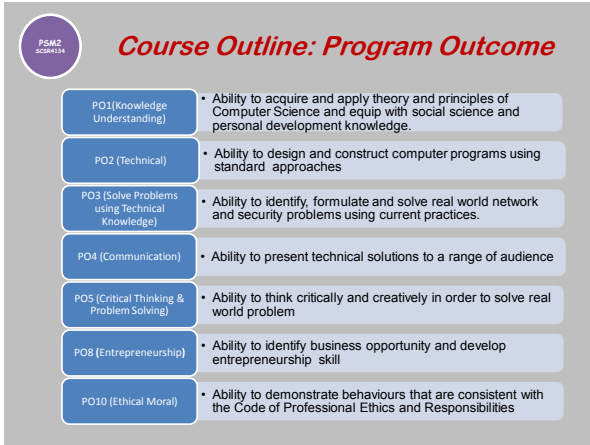 PSM2
SCSR4134
Course Outline: Program Outcome
PO1(Knowledge
Understanding)
• Ability to acquire and apply theory and principles of
Computer Science and equip with social science and
personal development knowledge.
PO2 (Technical)
• Ability to design and construct computer programs using
standard approaches
PO3 (Solve Problems
using Technical
Knowledge)
• Ability to identify, formulate and solve real world network
and security problems using current practices.
PO4 (Communication)
• Ability to present technical solutions to a range of audience
PO5 (Critical Thinking &
Problem Solving)
• Ability to think critically and creatively in order to solve real
world problem
PO8 (Entrepreneurship)
• Ability to identify business opportunity and develop
entrepreneurship skill
PO10 (Ethical Moral)
• Ability to demonstrate behaviours that are consistent with
the Code of Professional Ethics and Responsibilities